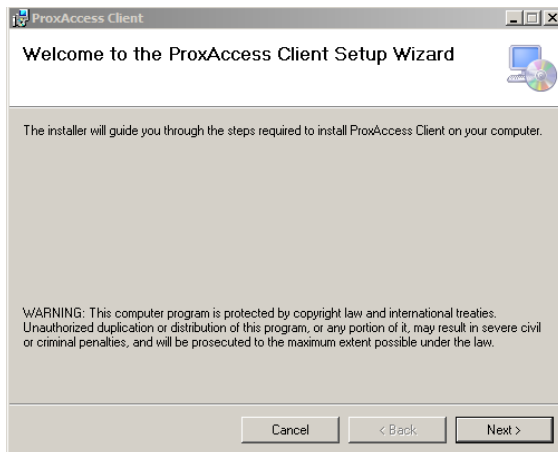 ProxAccess Client
Welcome to the ProxAccess Client Setup Wizard
The installer will guide you through the steps required to install ProxAccess Client on your computer.
WARNING: This computer program is protected by copyright law and international treaties.
Unauthorized duplication or distribution of this program, or any portion of it, may result in severe civil
or criminal penalties, and will be prosecuted to the maximum extent possible under the law.
Cancel < Back Next >